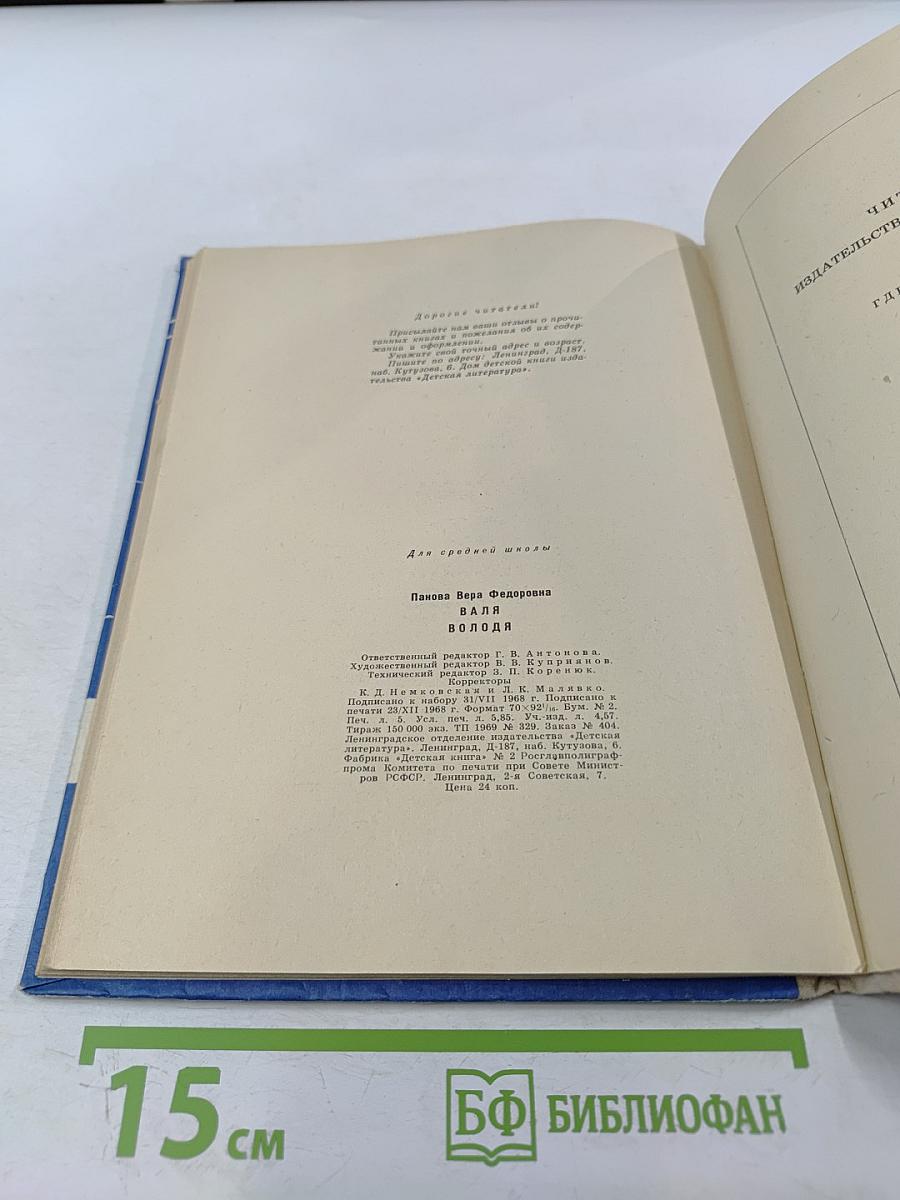 Дорогие читатели!
Присылайте нам ваши отзывы о прочи-
танных книгах и пожелания об их содер-
жании и оформлении.
Укажите свой точный адрес и возраст.
Пишите по адресу: Ленинград, Д-187,
наб. Кутузова, 6. Дом детской книги изда-
тельства «Детская литература».
Для средней школы
Панова Вера Федоровна
ВАЛЯ
ВОЛОДЯ
Ответственный редактор Г. В. Антонова.
Художественный редактор В. В. Куприянов.
Технический редактор З. П. Коренюк.
Корректоры
К. Д. Немковская и Л. К. Малявко.
Подписано к набору 31/VII 1968 г. Подписано к
печати 23/XII 1968 г. Формат 70×92¹/₁₆. Бум. № 2.
Печ. л. 5. Усл. печ. л. 5,85. Уч.-изд. л. 4,57.
Тираж 150 000 экз. ТП 1969 № 329. Заказ № 404.
Ленинградское отделение издательства «Детская
литература». Ленинград, Д-187, наб. Кутузова, 6.
Фабрика «Детская книга» № 2 Росглавполиграф-
прома Комитета по печати при Совете Минист-
ров РСФСР. Ленинград, 2-я Советская, 7.
Цена 24 коп.
ЧИТ
ИЗДАТЕЛЬСТВ
ГДЕ
15 см
БФ БИБЛИОФАН